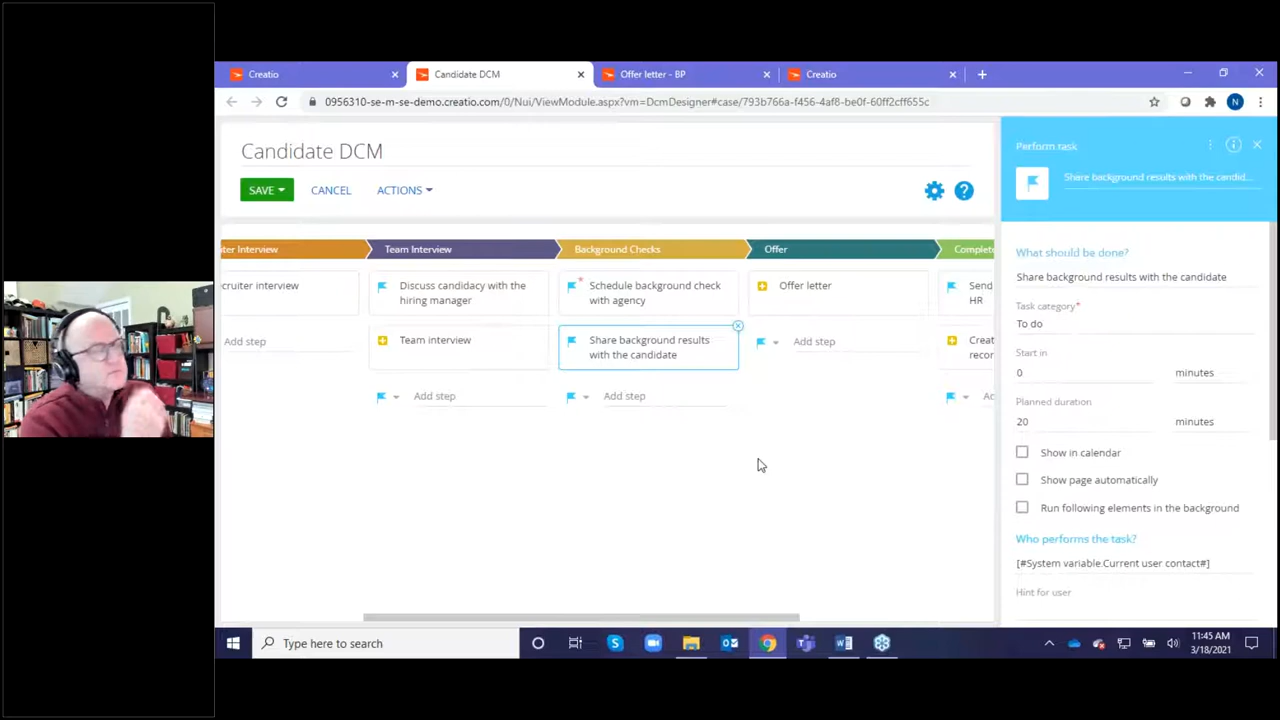 Creatio
Candidate DCM
Offer letter - BP
Creatio
0956310-se-m-se-demo.creatio.com/0/Nui/ViewModule.aspx?vm=DcmDesigner#case/793b766a-f456-4af8-be0f-60ff2cff655c
N
Candidate DCM
SAVE
CANCEL
ACTIONS
ter Interview
Team Interview
Background Checks
Offer
Complete
cruiter interview
Add step
Discuss candidacy with the
hiring manager
Team interview
Add step
Schedule background check
with agency
Share background results
with the candidate
Add step
Offer letter
Add step
Send
HR
Creat
recor
Ad
Perform task
Share background results with the candid...
What should be done?
Share background results with the candidate
Task category*
To do
Start in
0 minutes
Planned duration
20 minutes
Show in calendar
Show page automatically
Run following elements in the background
Who performs the task?
[#System variable.Current user contact#]
Hint for user
Type here to search
11:45 AM
3/18/2021